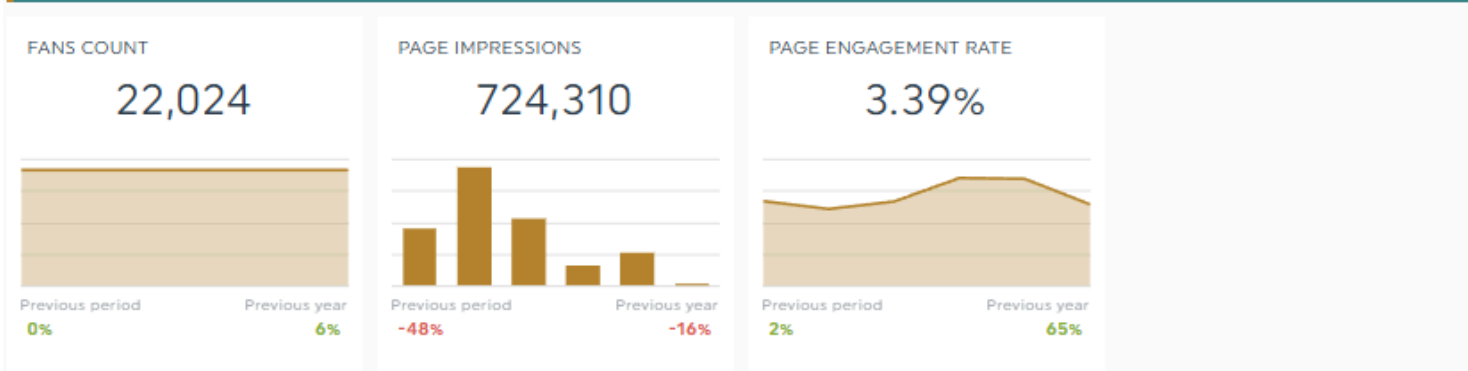 FANS COUNT
22,024
Previous period Previous year
0% 6%
PAGE IMPRESSIONS
724,310
Previous period Previous year
-48% -16%
PAGE ENGAGEMENT RATE
3.39%
Previous period Previous year
2% 65%